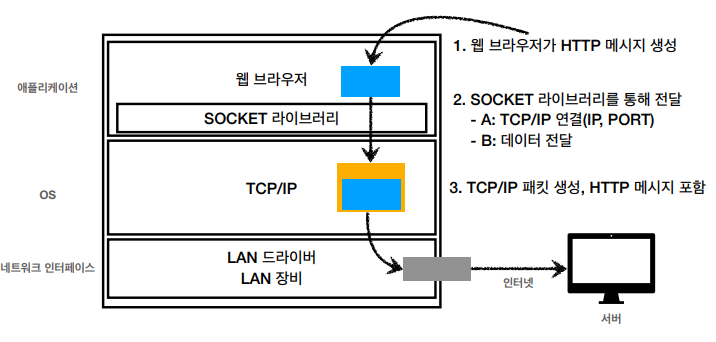 1. 웹 브라우저가 HTTP 메시지 생성
애플리케이션
웹 브라우저
SOCKET 라이브러리
2. SOCKET 라이브러리를 통해 전달
- A: TCP/IP 연결(IP, PORT)
- B: 데이터 전달
OS
TCP/IP
3. TCP/IP 패킷 생성, HTTP 메시지 포함
네트워크 인터페이스
LAN 드라이버
LAN 장비
인터넷
서버